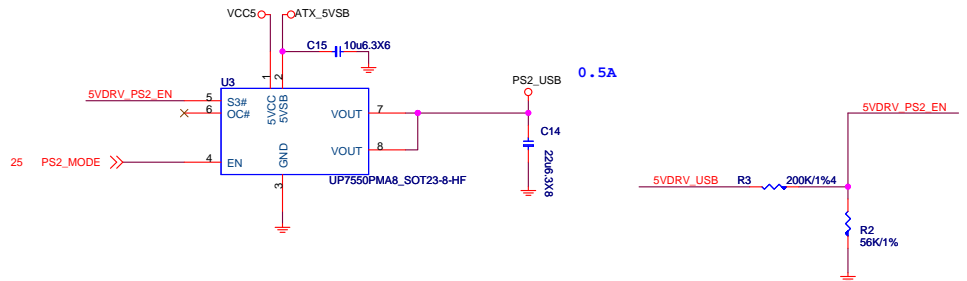 VCC5
ATX_5VSB
C15
10u6.3X6
0.5A
PS2_USB
U3
1
2
5VDRV_PS2_EN
5
S3#
6
OC#
5VCC
5VSB
VOUT
7
C14
22u6.3X8
25
PS2_MODE
4
EN
GND
VOUT
8
3
UP7550PMA8_SOT23-8-HF
5VDRV_PS2_EN
5VDRV_USB
R3
200K/1%4
R2
56K/1%